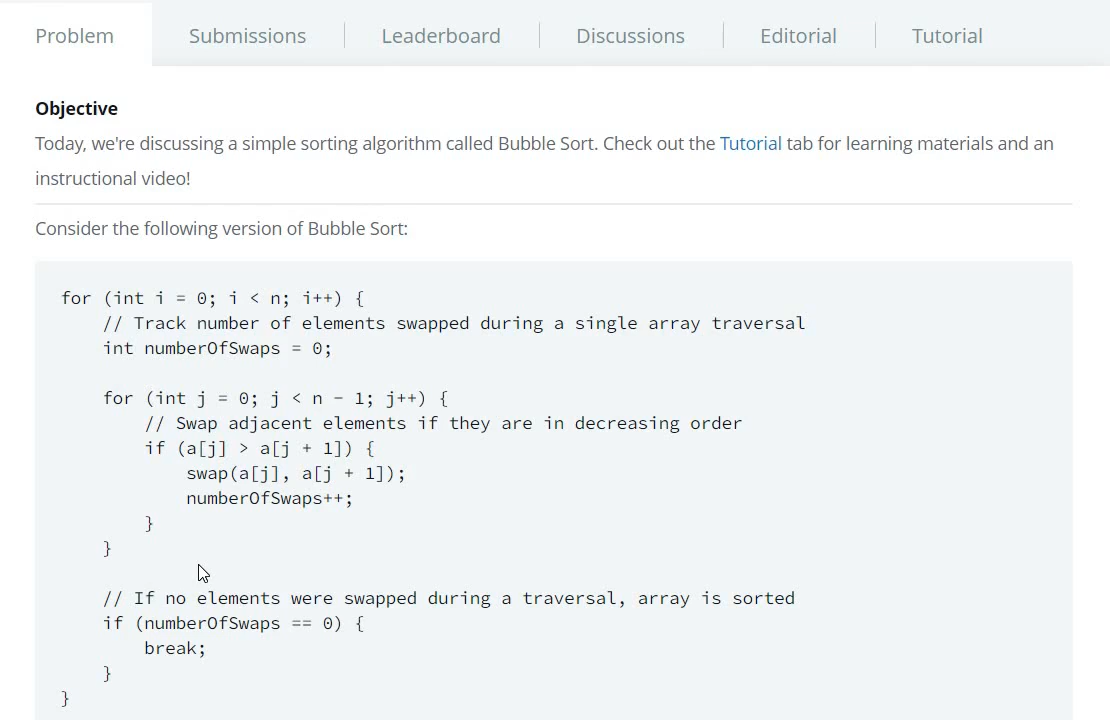 Problem Submissions Leaderboard Discussions Editorial Tutorial
Objective
Today, we're discussing a simple sorting algorithm called Bubble Sort. Check out the Tutorial tab for learning materials and an
instructional video!
Consider the following version of Bubble Sort:
for (int i = 0; i < n; i++) {
    // Track number of elements swapped during a single array traversal
    int numberOfSwaps = 0;

    for (int j = 0; j < n - 1; j++) {
        // Swap adjacent elements if they are in decreasing order
        if (a[j] > a[j + 1]) {
            swap(a[j], a[j + 1]);
            numberOfSwaps++;
        }
    }

    // If no elements were swapped during a traversal, array is sorted
    if (numberOfSwaps == 0) {
        break;
    }
}